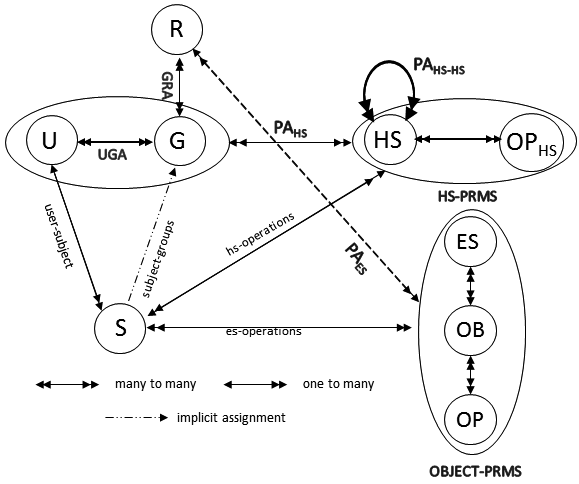 R
GRA
PA HS-HS
U
UGA
G
PA HS
HS
OP HS
HS-PRMS
user-subject
subject-groups
hs-operations
PA ES
ES
S
es-operations
OB
many to many
one to many
implicit assignment
OP
OBJECT-PRMS